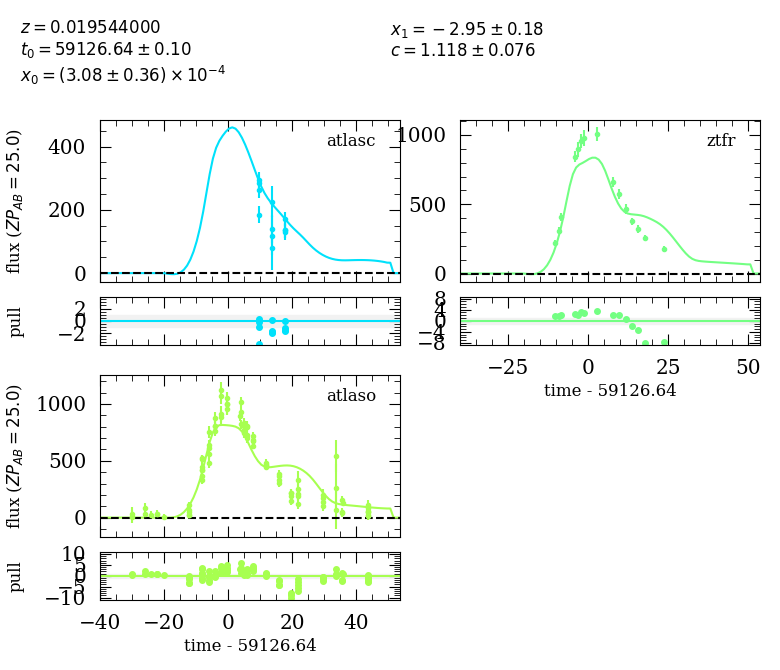 z = 0.019544000
t₀ = 59126.64 ± 0.10
x₀ = (3.08 ± 0.36) × 10⁻⁴
x₁ = −2.95 ± 0.18
c = 1.118 ± 0.076
atlasc
flux (ZP_AB = 25.0)
400
200
0
pull
2
0
−2
ztfr
1000
500
0
8
4
0
−4
−8
−25
0
25
50
time - 59126.64
atlaso
flux (ZP_AB = 25.0)
1000
500
0
pull
10
5
0
−5
−10
−40
−20
0
20
40
time - 59126.64